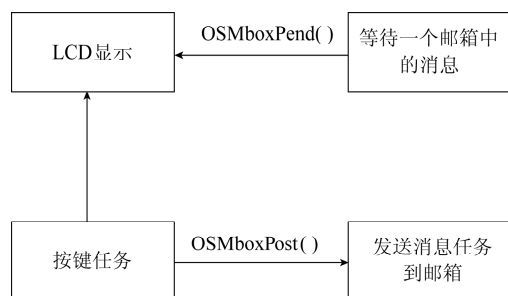 LCD显示
OSMboxPend( )
等待一个邮箱中
的消息
按键任务
OSMboxPost( )
发送消息任务
到邮箱